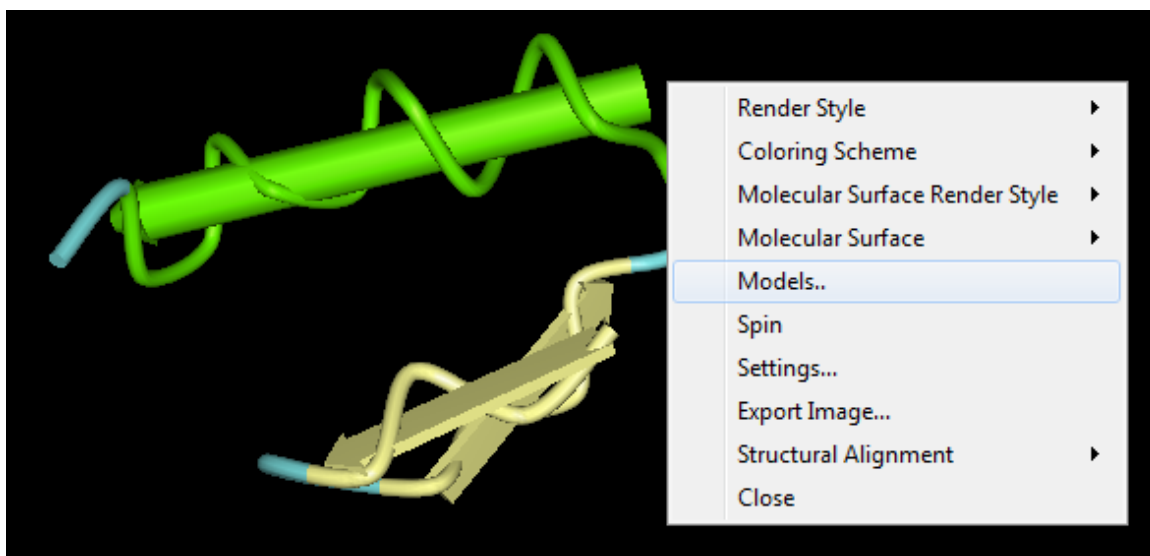 Render Style
Coloring Scheme
Molecular Surface Render Style
Molecular Surface
Models..
Spin
Settings...
Export Image...
Structural Alignment
Close